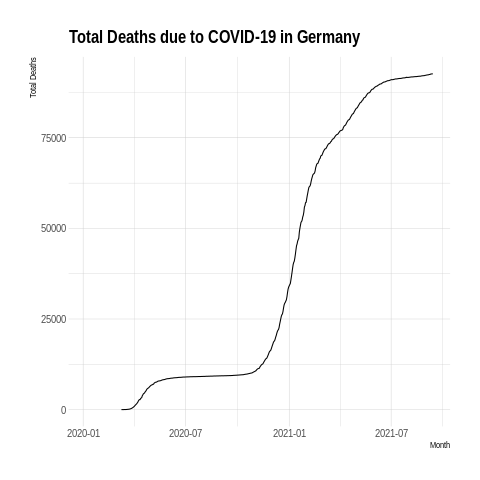 Total Deaths due to COVID-19 in Germany
Total Deaths
75000
50000
25000
0
2020-01 2020-07 2021-01 2021-07
Month